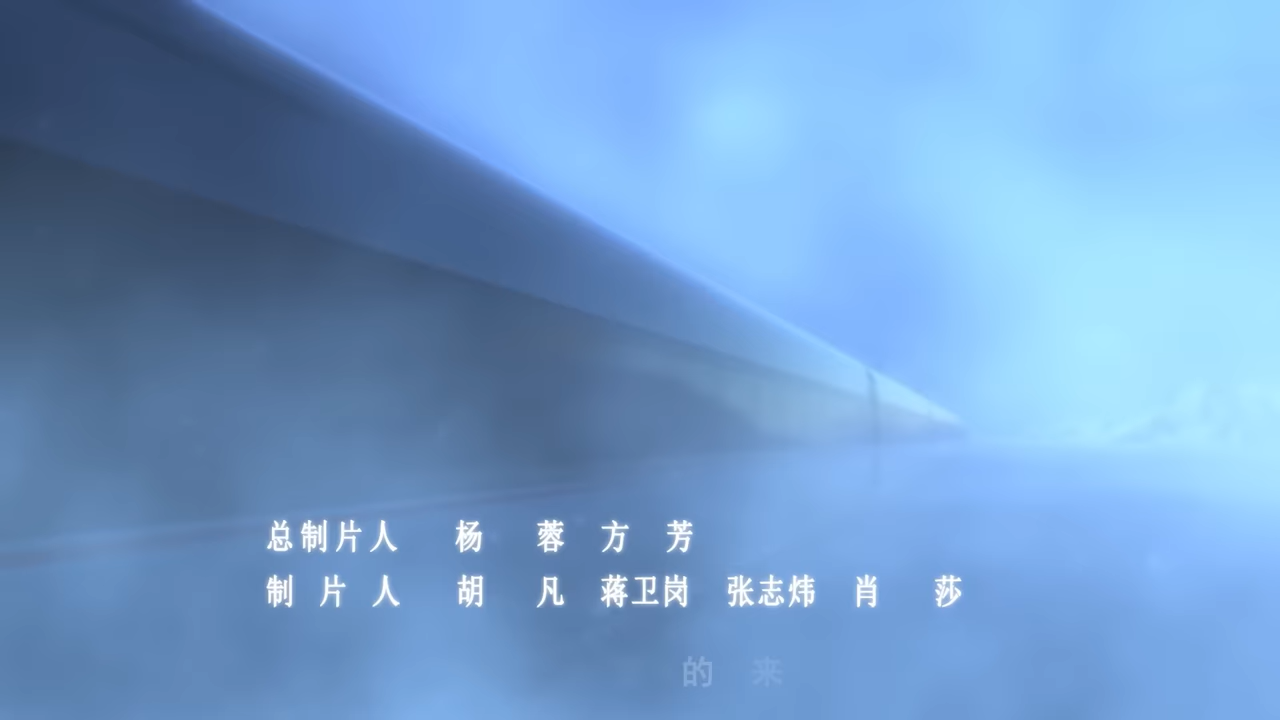 总制片人 杨 蓉 方 芳
制 片 人 胡 凡 蒋卫岗 张志炜 肖 莎
的 来